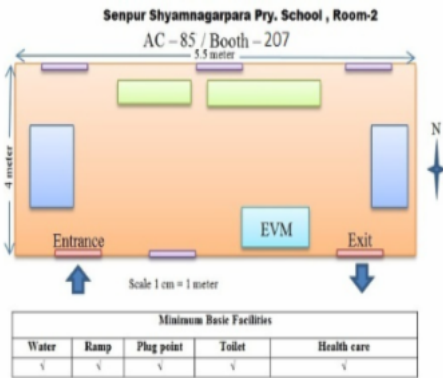 Senpur Shyamnagarpara Pry. School , Room-2
AC – 85 / Booth – 207
5.5 meter
4 meter
N
EVM
Entrance
Exit
Scale 1 cm = 1 meter
Minimum Basic Facilities
Water Ramp Plug point Toilet Health care
√ √ √ √ √